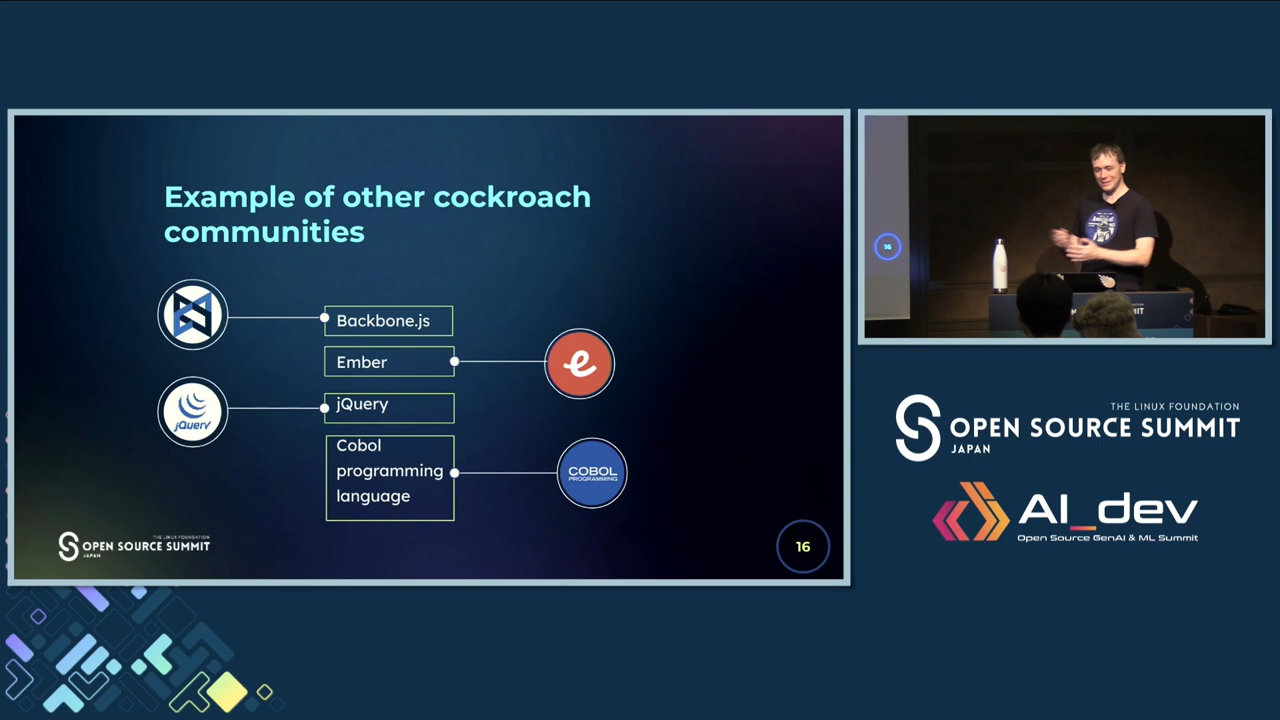 Example of other cockroach
communities
Backbone.js
Ember
jQuery
jQuery
Cobol
programming
language
COBOL
PROGRAMMING
THE LINUX FOUNDATION
OPEN SOURCE SUMMIT
JAPAN
16
16
THE LINUX FOUNDATION
OPEN SOURCE SUMMIT
JAPAN
AI_dev
Open Source GenAI & ML Summit